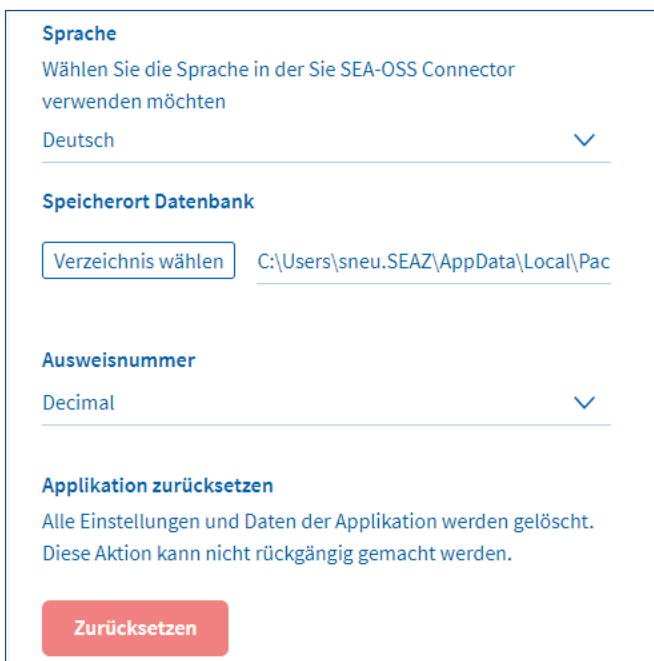 Sprache
Wählen Sie die Sprache in der Sie SEA-OSS Connector
verwenden möchten
Deutsch
Speicherort Datenbank
Verzeichnis wählen C:\Users\sneu.SEAZ\AppData\Local\Pac
Ausweisnummer
Decimal
Applikation zurücksetzen
Alle Einstellungen und Daten der Applikation werden gelöscht.
Diese Aktion kann nicht rückgängig gemacht werden.
Zurücksetzen